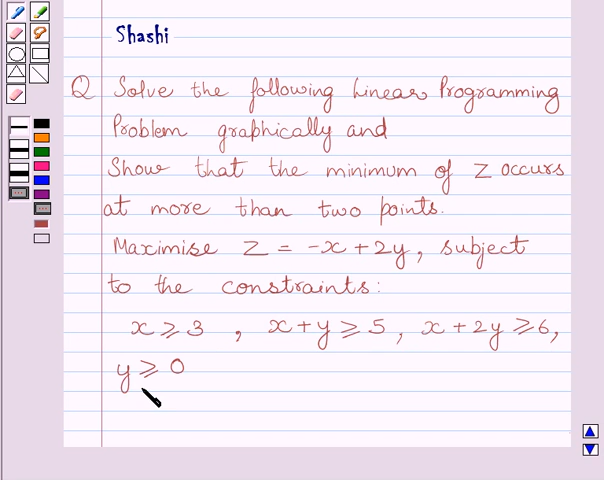 Shashi
Q Solve the following Linear Programming
Problem graphically and
Show that the minimum of Z occurs
at more than two points.
Maximise Z = -x + 2y, subject
to the constraints:
x ⩾ 3 , x + y ⩾ 5 , x + 2y ⩾ 6,
y ⩾ 0